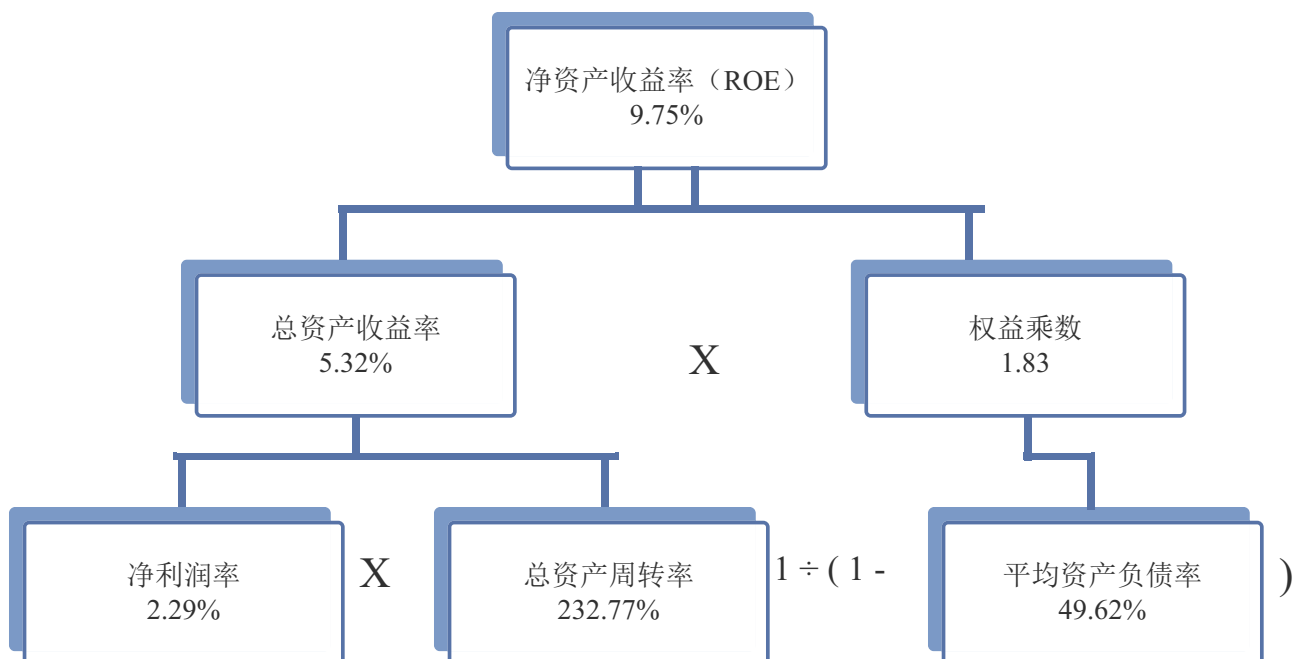 净资产收益率（ROE）
9.75%
总资产收益率
5.32%
X
权益乘数
1.83
净利润率
2.29%
X
总资产周转率
232.77%
1 ÷ ( 1 -
平均资产负债率
49.62%
)